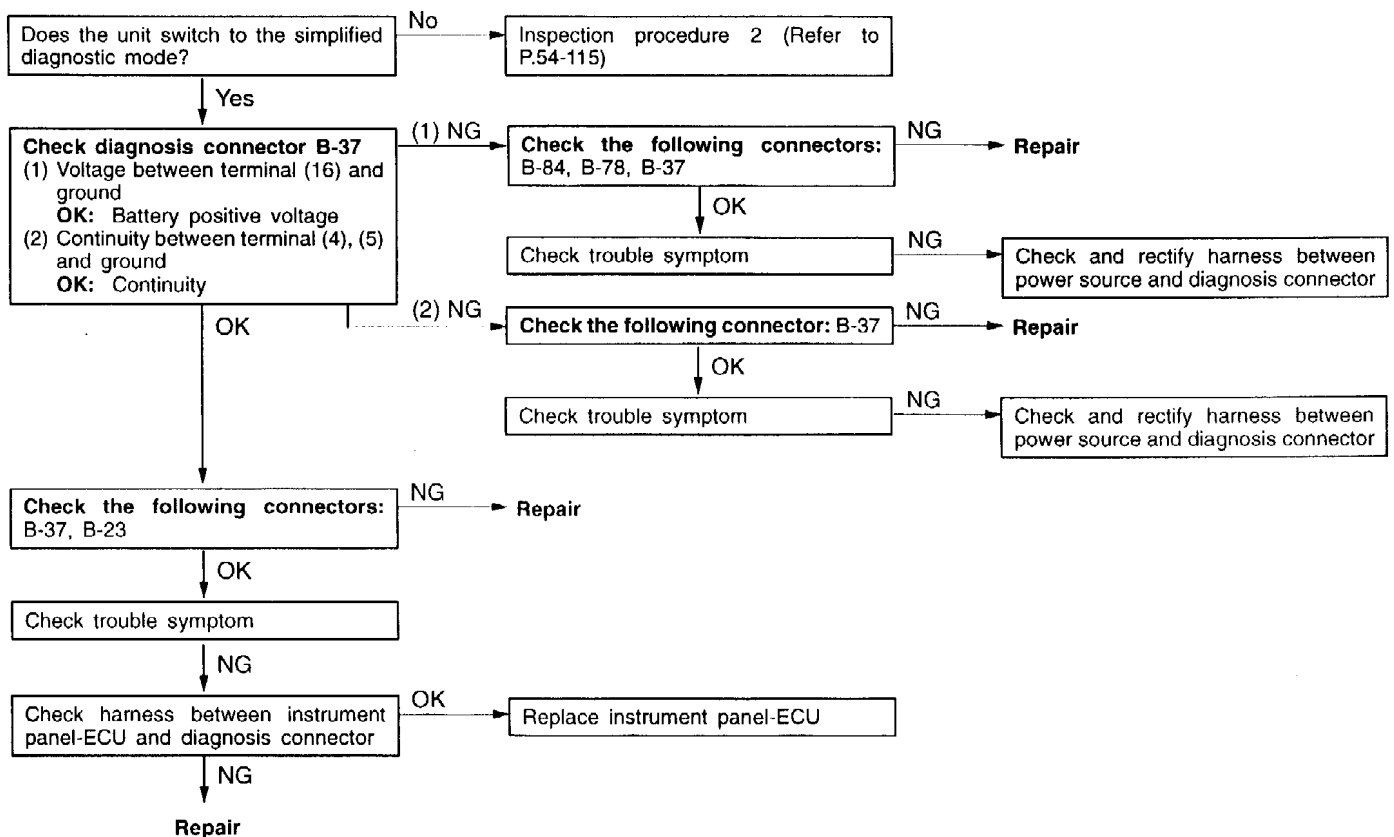 Does the unit switch to the simplified
diagnostic mode?
No
Inspection procedure 2 (Refer to
P.54-115)
Yes
Check diagnosis connector B-37
(1) Voltage between terminal (16) and
ground
OK: Battery positive voltage
(2) Continuity between terminal (4), (5)
and ground
OK: Continuity
(1) NG
Check the following connectors:
B-84, B-78, B-37
NG
Repair
OK
Check trouble symptom
NG
Check and rectify harness between
power source and diagnosis connector
(2) NG
Check the following connector: B-37
NG
Repair
OK
Check trouble symptom
NG
Check and rectify harness between
power source and diagnosis connector
OK
Check the following connectors:
B-37, B-23
NG
Repair
OK
Check trouble symptom
NG
Check harness between instrument
panel-ECU and diagnosis connector
OK
Replace instrument panel-ECU
NG
Repair